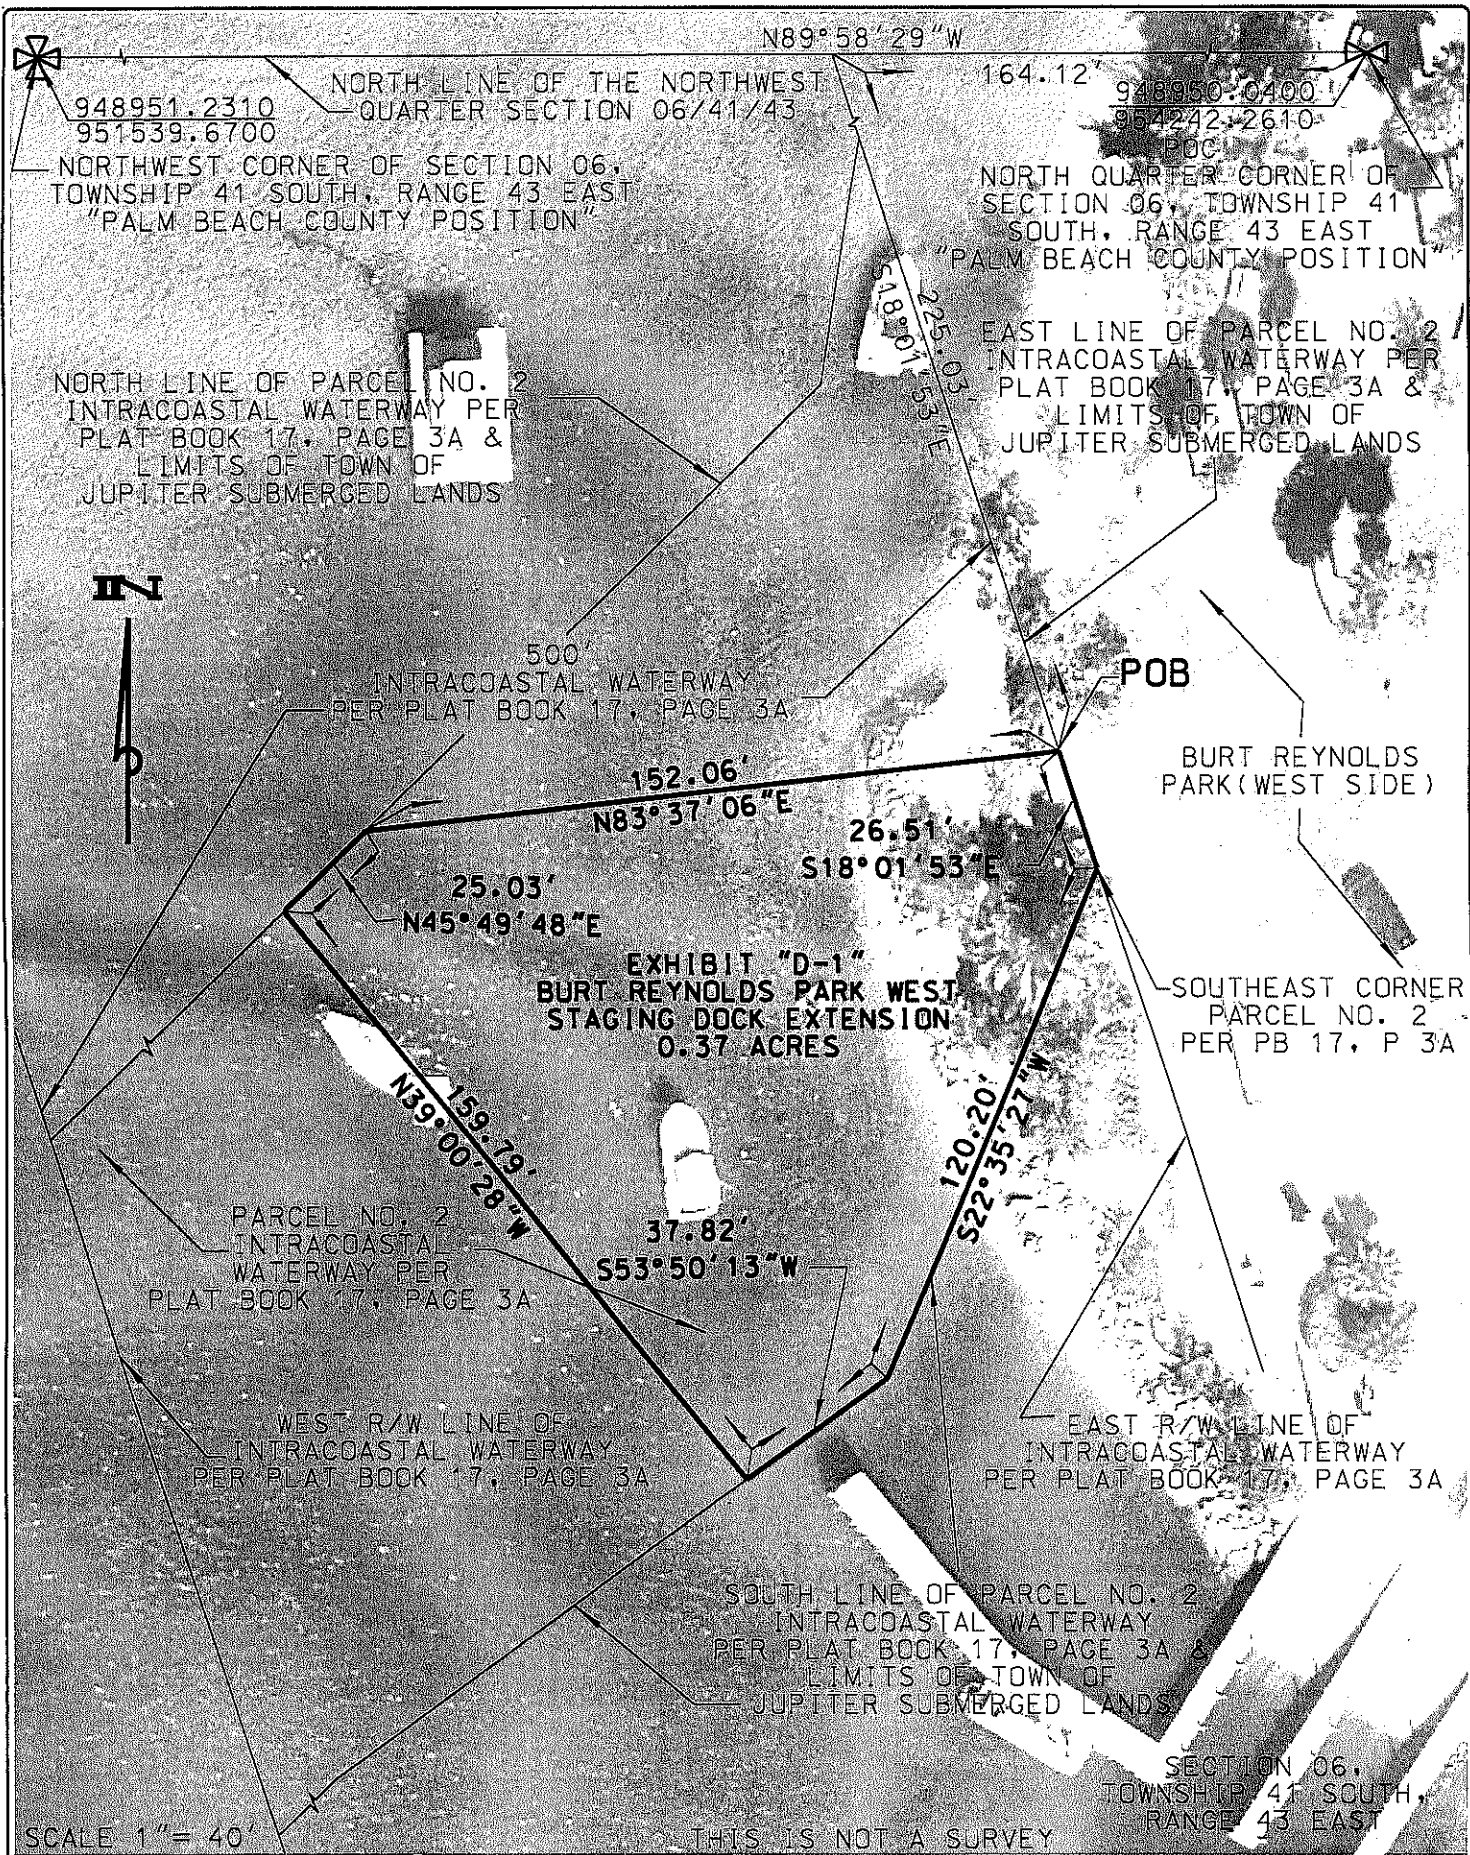 N89°58'29"W
164.12'
NORTH LINE OF THE NORTHWEST
QUARTER SECTION 06/41/43
948951.2310
951539.6700
NORTHWEST CORNER OF SECTION 06,
TOWNSHIP 41 SOUTH, RANGE 43 EAST
"PALM BEACH COUNTY POSITION"
948960.0400
954242.2610
POC
NORTH QUARTER CORNER OF
SECTION 06, TOWNSHIP 41
SOUTH, RANGE 43 EAST
"PALM BEACH COUNTY POSITION"
225.03'
S18°01'53"E
EAST LINE OF PARCEL NO. 2
INTRACOASTAL WATERWAY PER
PLAT BOOK 17, PAGE 3A &
LIMITS OF TOWN OF
JUPITER SUBMERGED LANDS
NORTH LINE OF PARCEL NO. 2
INTRACOASTAL WATERWAY PER
PLAT BOOK 17, PAGE 3A &
LIMITS OF TOWN OF
JUPITER SUBMERGED LANDS
N
500'
INTRACOASTAL WATERWAY
PER PLAT BOOK 17, PAGE 3A
POB
BURT REYNOLDS
PARK(WEST SIDE)
152.06'
N83°37'06"E
26.51'
S18°01'53"E
25.03'
N45°49'48"E
EXHIBIT "D-1"
BURT REYNOLDS PARK WEST
STAGING DOCK EXTENSION
0.37 ACRES
SOUTHEAST CORNER
PARCEL NO. 2
PER PB 17, P 3A
159.79'
N39°00'28"W
120.20'
S22°35'27"W
37.82'
S53°50'13"W
PARCEL NO. 2
INTRACOASTAL
WATERWAY PER
PLAT BOOK 17, PAGE 3A
WEST R/W LINE OF
INTRACOASTAL WATERWAY
PER PLAT BOOK 17, PAGE 3A
EAST R/W LINE OF
INTRACOASTAL WATERWAY
PER PLAT BOOK 17, PAGE 3A
SOUTH LINE OF PARCEL NO. 2
INTRACOASTAL WATERWAY
PER PLAT BOOK 17, PAGE 3A &
LIMITS OF TOWN OF
JUPITER SUBMERGED LANDS
SECTION 06,
TOWNSHIP 41 SOUTH,
RANGE 43 EAST
SCALE 1"= 40'
THIS IS NOT A SURVEY